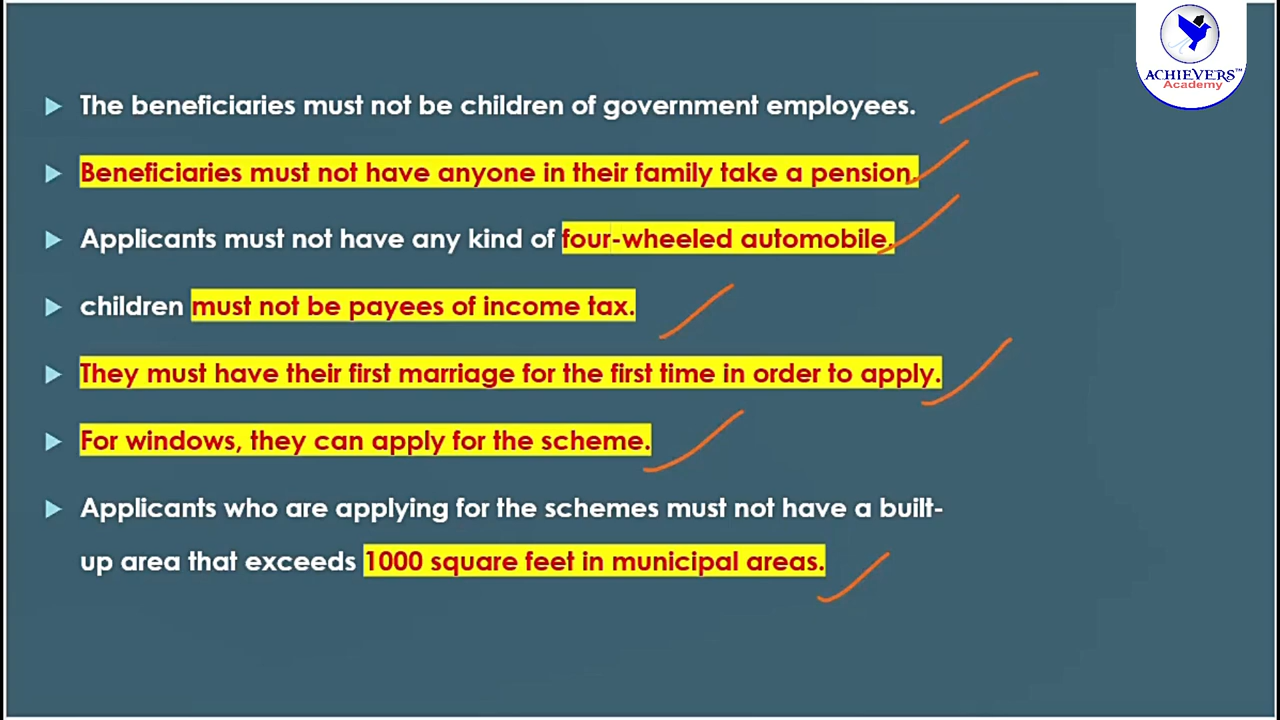 ACHIEVERS™
Academy
The beneficiaries must not be children of government employees.
Beneficiaries must not have anyone in their family take a pension.
Applicants must not have any kind of four-wheeled automobile.
children must not be payees of income tax.
They must have their first marriage for the first time in order to apply.
For windows, they can apply for the scheme.
Applicants who are applying for the schemes must not have a built-
up area that exceeds 1000 square feet in municipal areas.